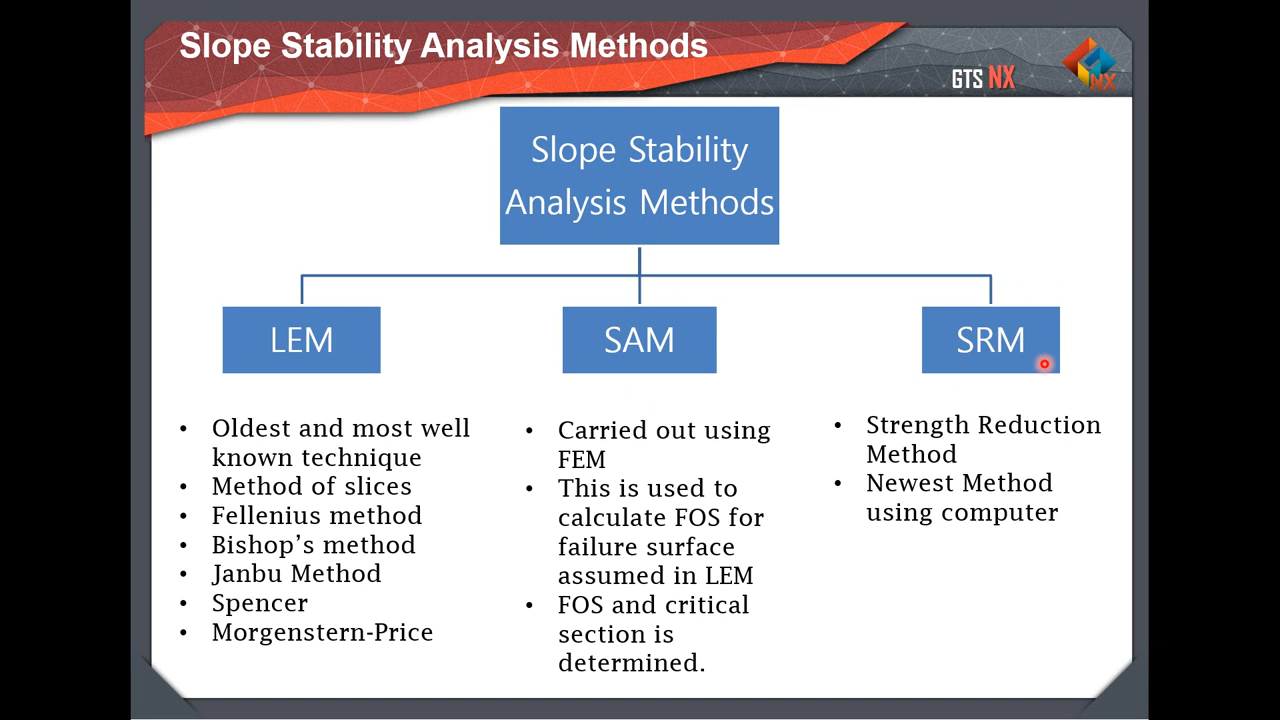 Slope Stability Analysis Methods
GTS NX
NX
Slope Stability
Analysis Methods
LEM
SAM
SRM
• Oldest and most well
known technique
• Method of slices
• Fellenius method
• Bishop’s method
• Janbu Method
• Spencer
• Morgenstern-Price
• Carried out using
FEM
• This is used to
calculate FOS for
failure surface
assumed in LEM
• FOS and critical
section is
determined.
• Strength Reduction
Method
• Newest Method
using computer